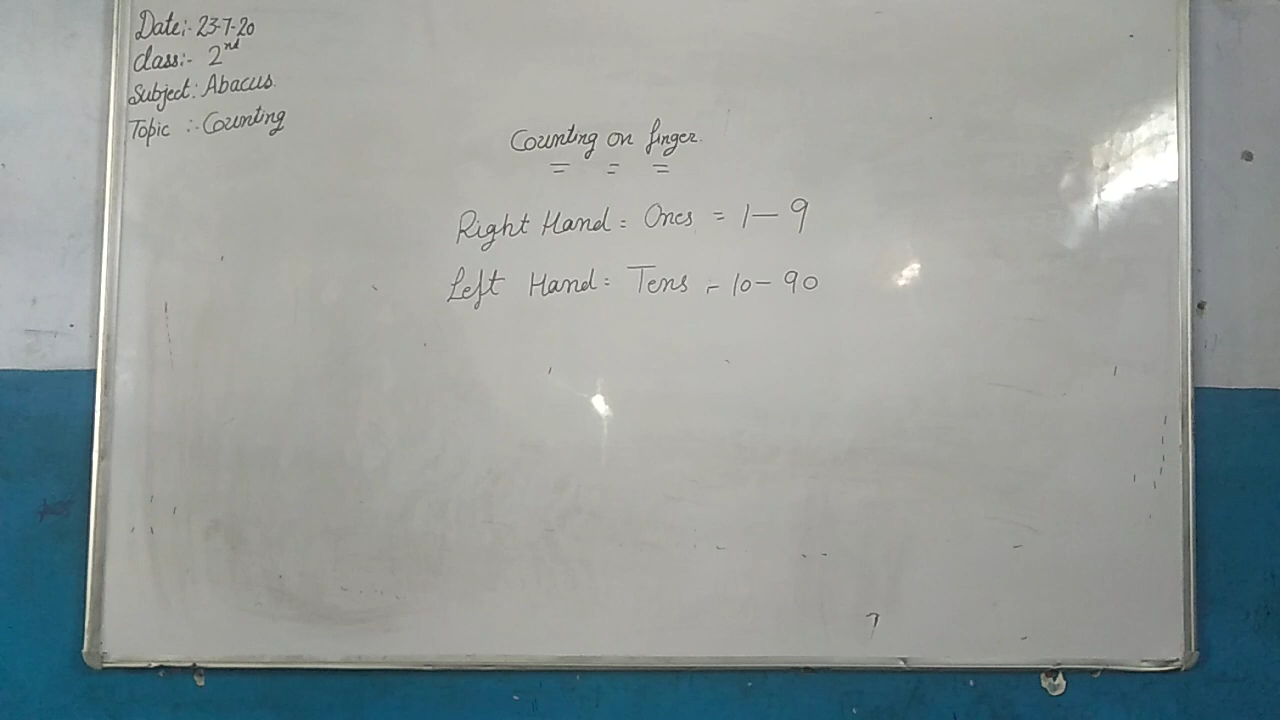 Date:- 23-7-20
Class:- 2nd
Subject: Abacus.
Topic :- Counting
Counting on finger.
= = =
Right Hand = Ones = 1 — 9
Left Hand = Tens = 10 - 90
7